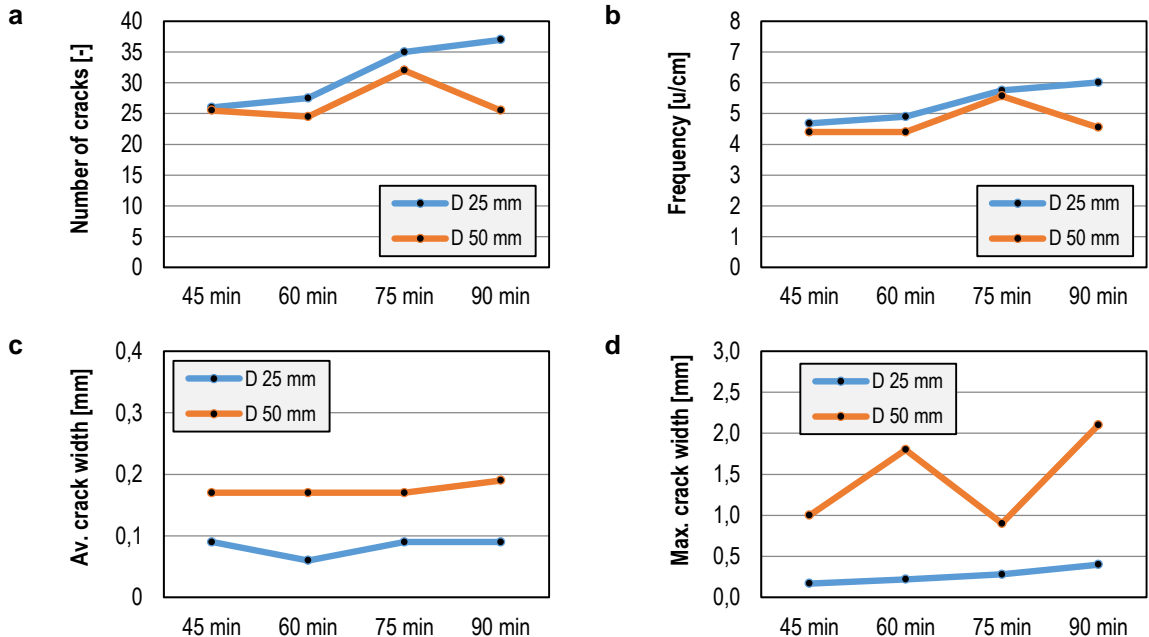 a
Number of cracks [-]
40
35
30
25
20
15
10
5
0
D 25 mm
D 50 mm
45 min 60 min 75 min 90 min
b
Frequency [u/cm]
8
7
6
5
4
3
2
1
0
D 25 mm
D 50 mm
45 min 60 min 75 min 90 min
c
Av. crack width [mm]
0,4
0,3
0,2
0,1
0
D 25 mm
D 50 mm
45 min 60 min 75 min 90 min
d
Max. crack width [mm]
3,0
2,5
2,0
1,5
1,0
0,5
0,0
D 25 mm
D 50 mm
45 min 60 min 75 min 90 min